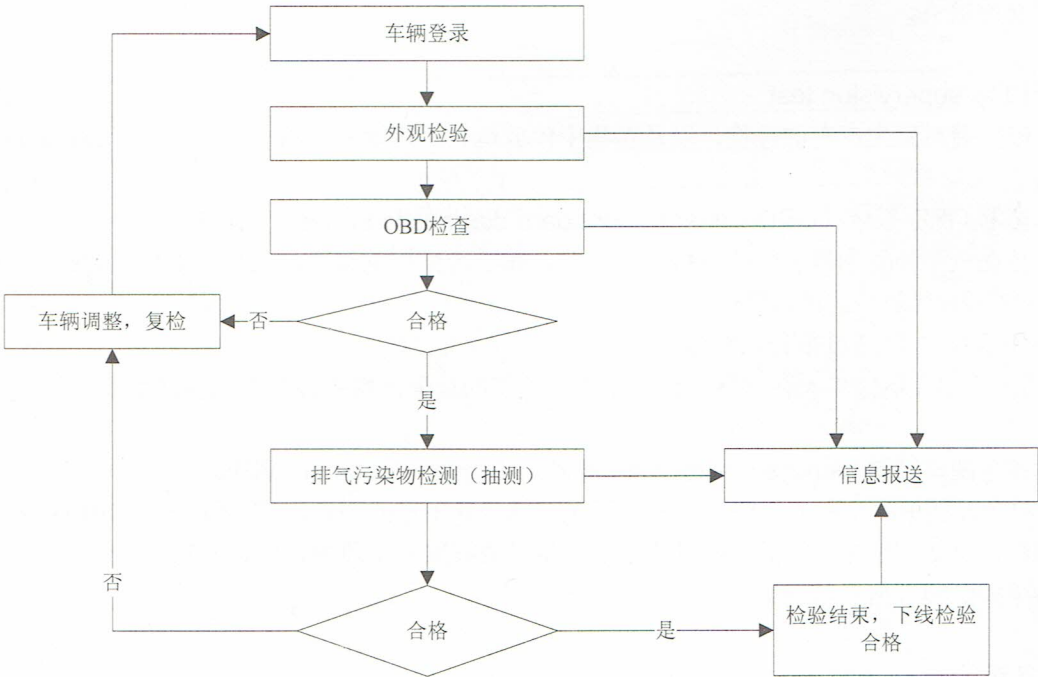 车辆登录
外观检验
OBD检查
车辆调整，复检
否
合格
是
排气污染物检测（抽测）
信息报送
否
合格
是
检验结束，下线检验
合格